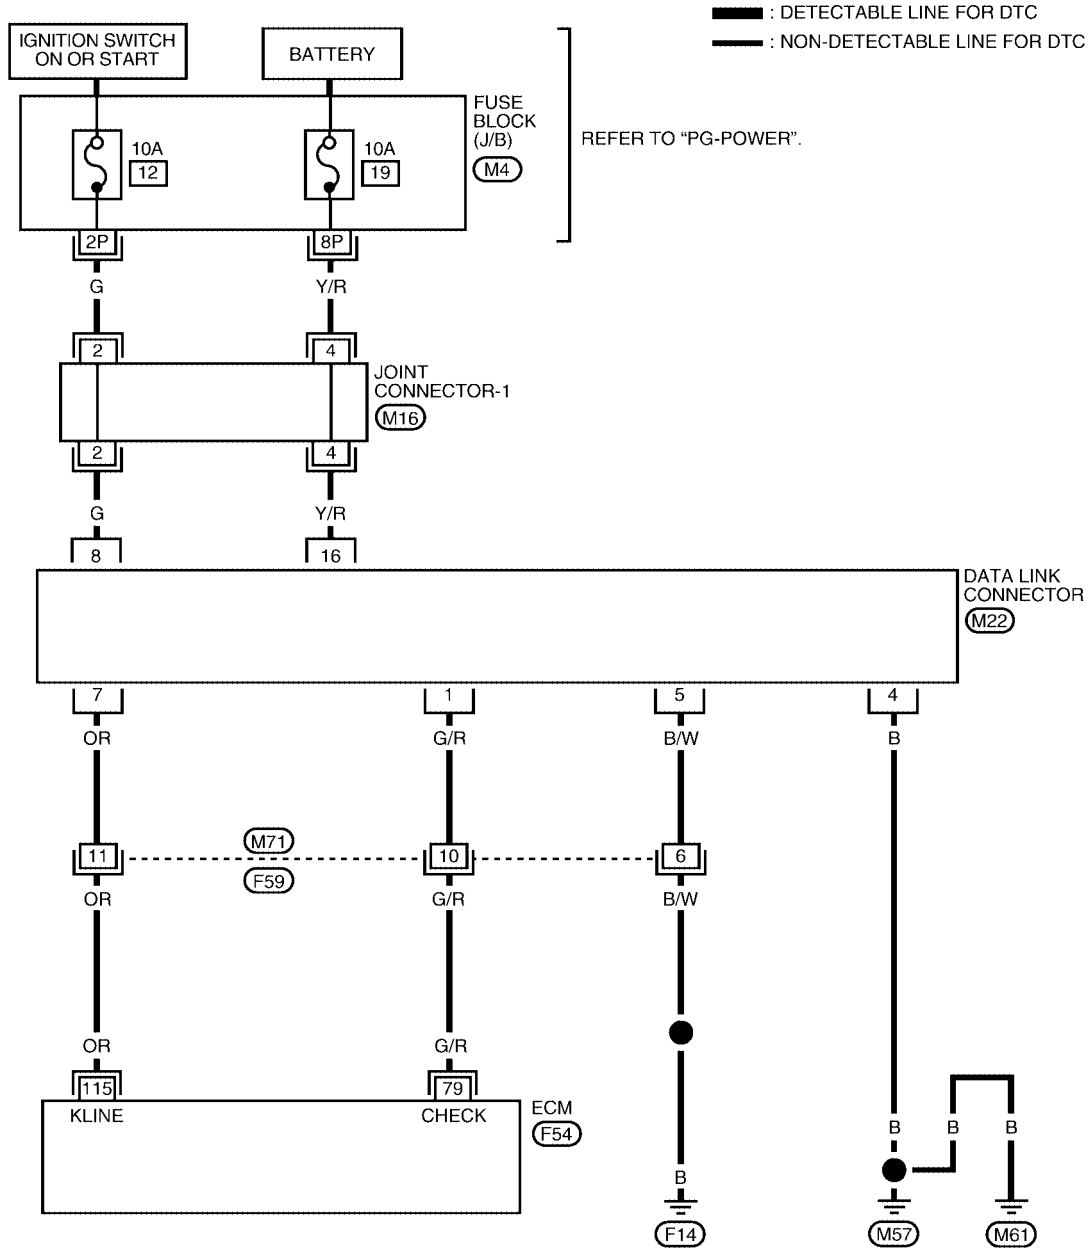 : DETECTABLE LINE FOR DTC
: NON-DETECTABLE LINE FOR DTC
IGNITION SWITCH
ON OR START
BATTERY
FUSE
BLOCK
(J/B)
M4
REFER TO “PG-POWER”.
10A
12
10A
19
2P
8P
G
Y/R
2
4
JOINT
CONNECTOR-1
M16
2
4
G
Y/R
8
16
DATA LINK
CONNECTOR
M22
7
1
5
4
OR
G/R
B/W
B
M71
11
10
6
F59
OR
G/R
B/W
OR
G/R
115
79
KLINE
CHECK
ECM
F54
B
B
B
B
F14
M57
M61